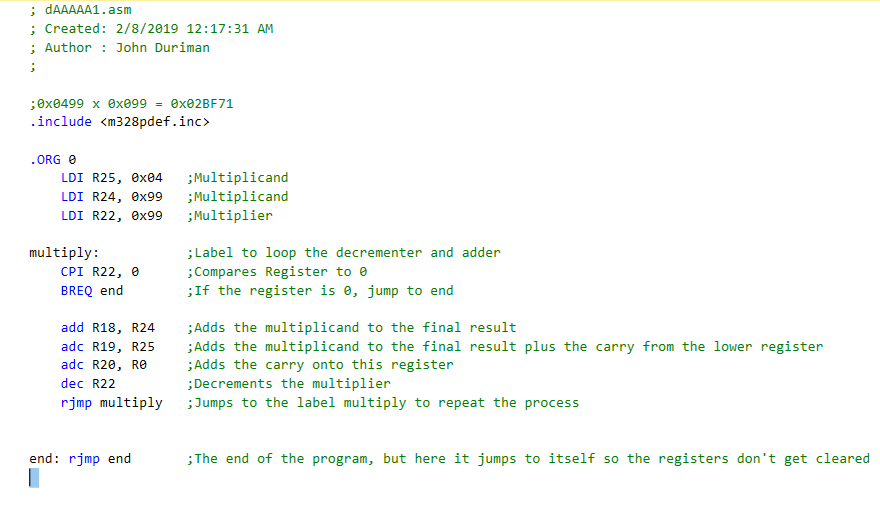 ; dAAAAA1.asm
; Created: 2/8/2019 12:17:31 AM
; Author : John Duriman
;
;0x0499 x 0x099 = 0x02BF71
.include <m328pdef.inc>
.ORG 0
LDI R25, 0x04 ;Multiplicand
LDI R24, 0x99 ;Multiplicand
LDI R22, 0x99 ;Multiplier
multiply: ;Label to loop the decrementer and adder
CPI R22, 0 ;Compares Register to 0
BREQ end ;If the register is 0, jump to end
add R18, R24 ;Adds the multiplicand to the final result
adc R19, R25 ;Adds the multiplicand to the final result plus the carry from the lower register
adc R20, R0 ;Adds the carry onto this register
dec R22 ;Decrements the multiplier
rjmp multiply ;Jumps to the label multiply to repeat the process
end: rjmp end ;The end of the program, but here it jumps to itself so the registers don't get cleared